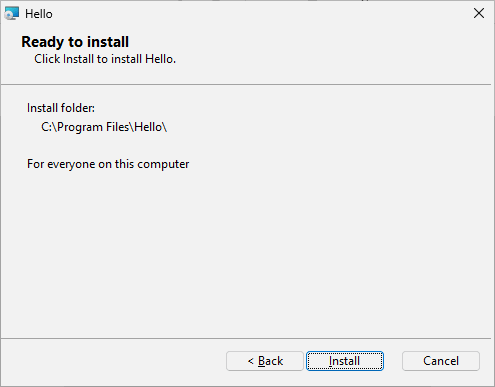 Hello
Ready to install
Click Install to install Hello.
Install folder:
C:\Program Files\Hello\
For everyone on this computer
< Back
Install
Cancel